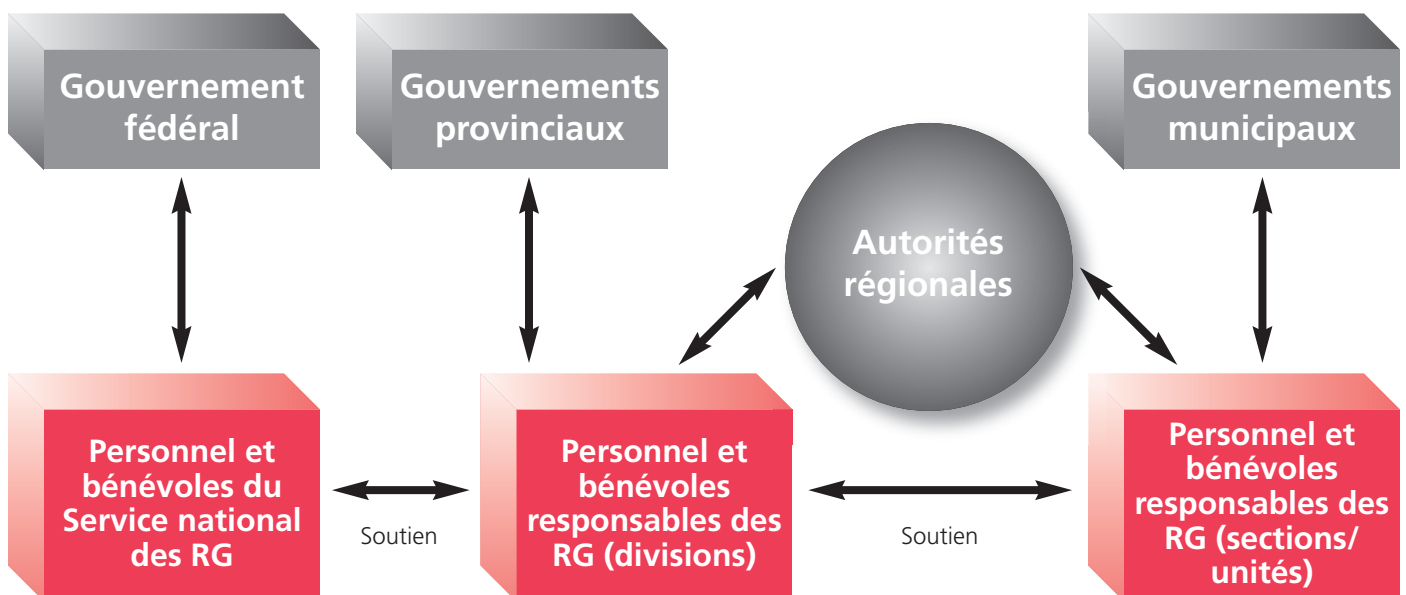 Gouvernement
fédéral
Gouvernements
provinciaux
Gouvernements
municipaux
Autorités
régionales
Personnel et
bénévoles du
Service national
des RG
Soutien
Personnel et
bénévoles
responsables des
RG (divisions)
Soutien
Personnel et
bénévoles
responsables des
RG (sections/
unités)